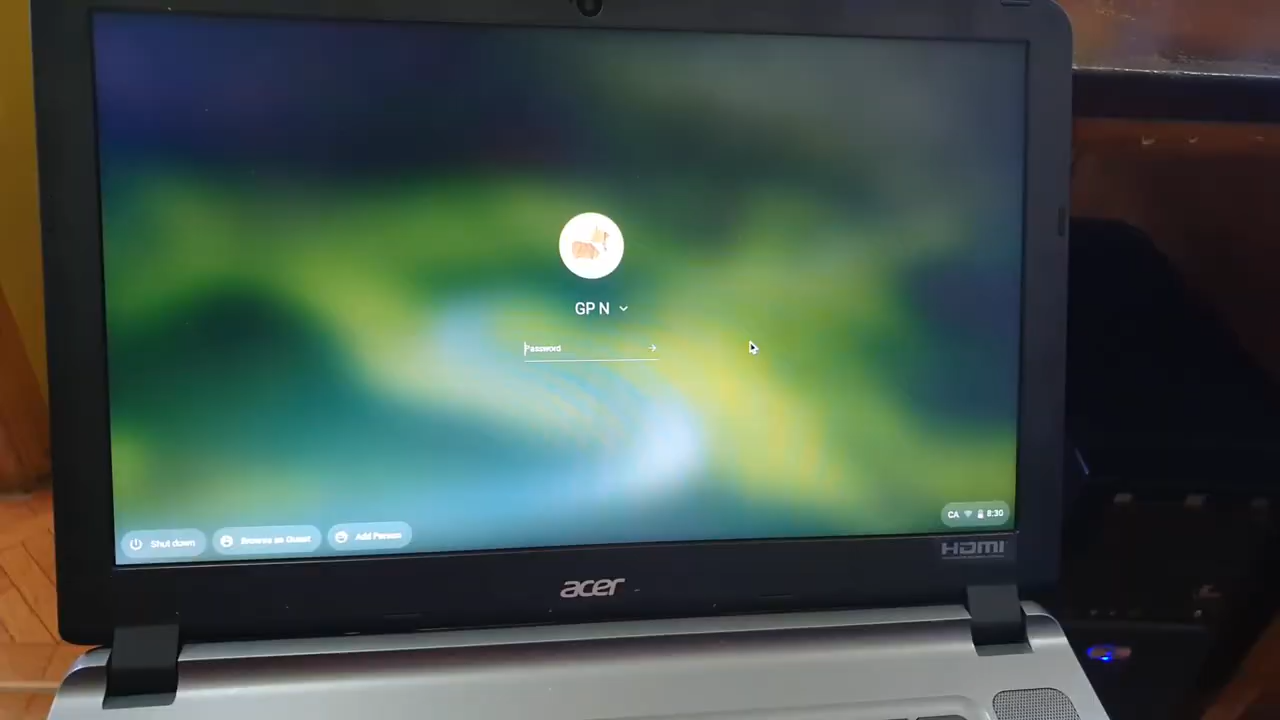 GP N
Password
Shut down
Browse as Guest
Add Person
CA 8:30
HDMI
acer